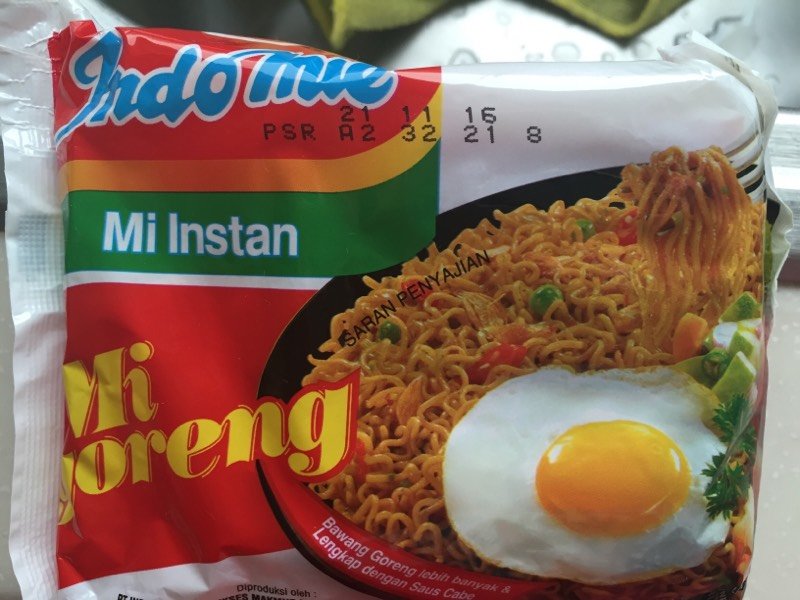 Indomie
21 11 16
PSR A2 32 21 8
Mi Instan
SARAN PENYAJIAN
Mi
goreng
Bawang Goreng lebih banyak &
Lengkap dengan Saus Cabe
Diproduksi oleh :